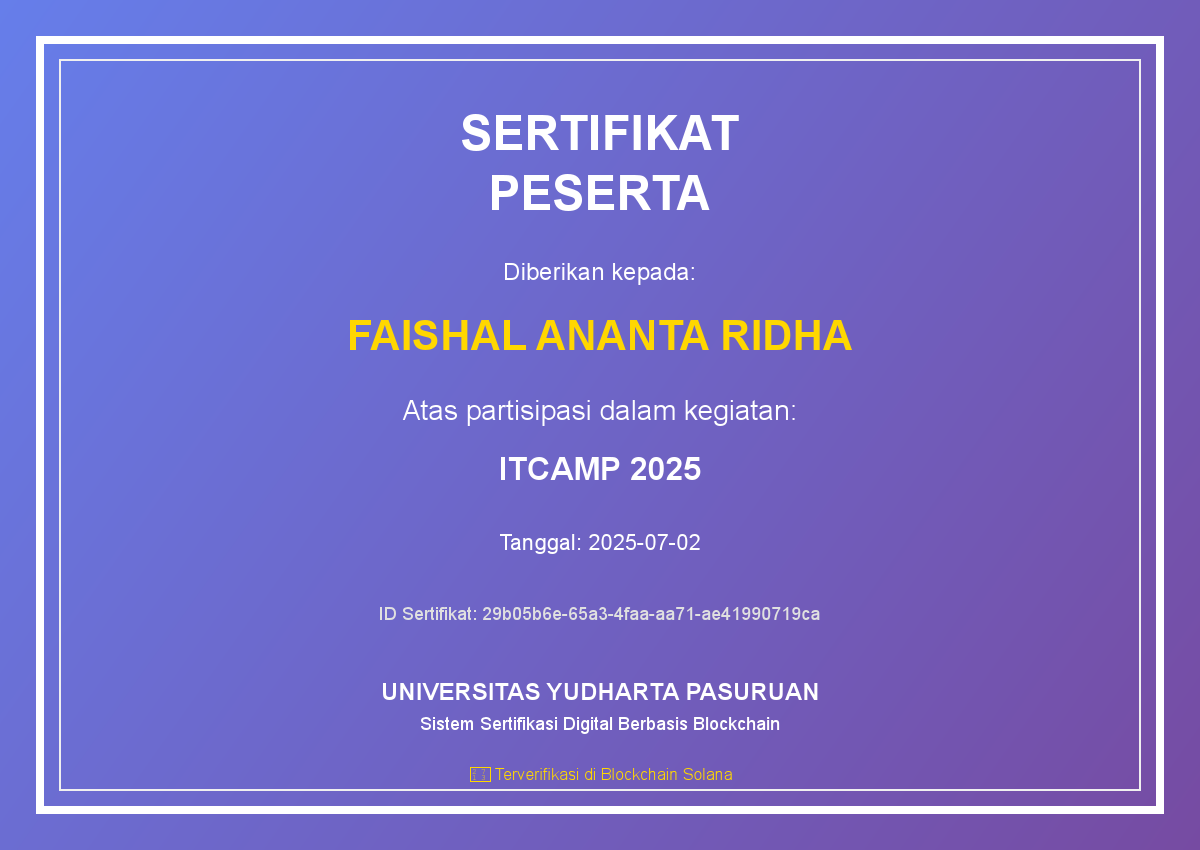 SERTIFIKAT
PESERTA
Diberikan kepada:
FAISHAL ANANTA RIDHA
Atas partisipasi dalam kegiatan:
ITCAMP 2025
Tanggal: 2025-07-02
ID Sertifikat: 29b05b6e-65a3-4faa-aa71-ae41990719ca
UNIVERSITAS YUDHARTA PASURUAN
Sistem Sertifikasi Digital Berbasis Blockchain
Terverifikasi di Blockchain Solana